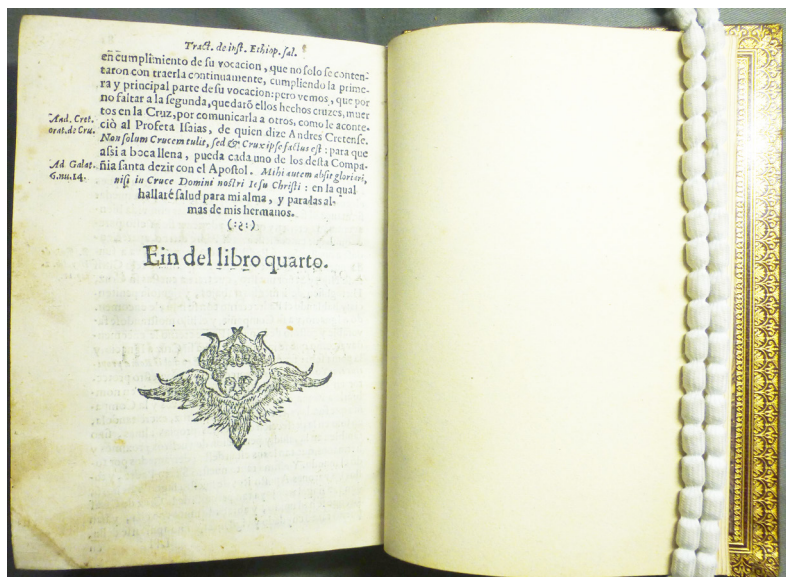 Tract. de inst. Ethiop. sal.
en cumplimiento de su vocacion, que no solo se conten-
taron con traerla continuamente, cumpliendo la prime-
ra y principal parte de su vocacion: pero vemos, que por
no faltar a la segunda, quedarõ ellos hechos cruzes, muer
tos en la Cruz, por comunicarla a otros, como le aconte-
ciò al Profeta Isaias, de quien dize Andres Cretense.
And. Cret.
orat. de Cru.
Non solum Crucem tulit, sed & Crux ipse factus est: para que
assi a boca llena, pueda cada uno de los desta Compa-
ñia santa dezir con el Apostol. Mihi autem absit gloriari,
Ad Galat.
6. nu. 14.
nisi in Cruce Domini nostri Iesu Christi: en la qual
hallarè salud para mi alma, y para las al-
mas de mis hermanos.
(:?:)
Ein del libro quarto.